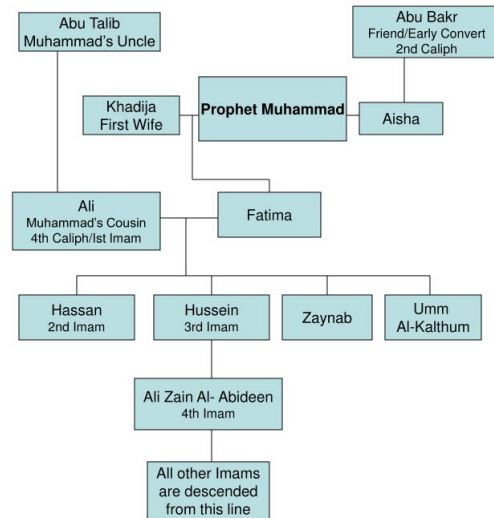 Abu Talib
Muhammad's Uncle
Abu Bakr
Friend/Early Convert
2nd Caliph
Khadija
First Wife
Prophet Muhammad
Aisha
Ali
Muhammad's Cousin
4th Caliph/Ist Imam
Fatima
Hassan
2nd Imam
Hussein
3rd Imam
Zaynab
Umm
Al-Kalthum
Ali Zain Al- Abideen
4th Imam
All other Imams
are descended
from this line